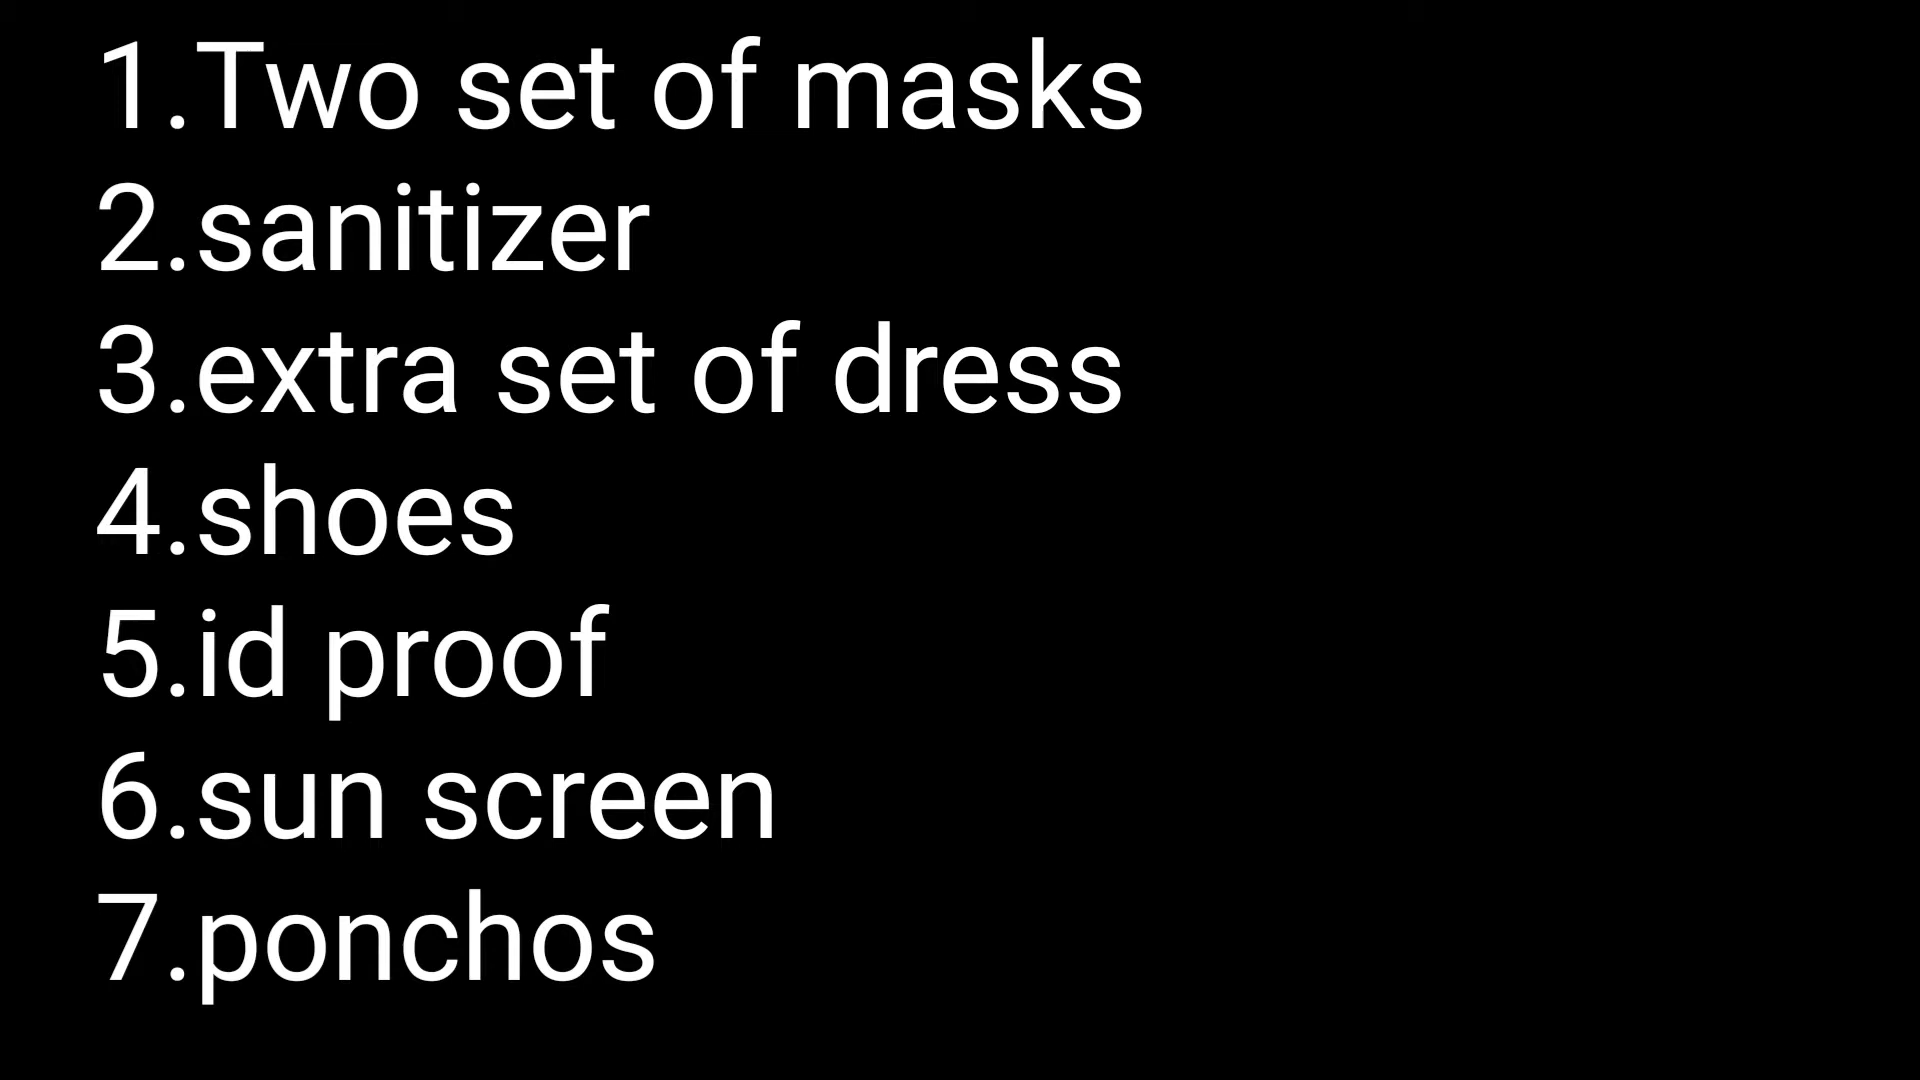 1.Two set of masks
2.sanitizer
3.extra set of dress
4.shoes
5.id proof
6.sun screen
7.ponchos